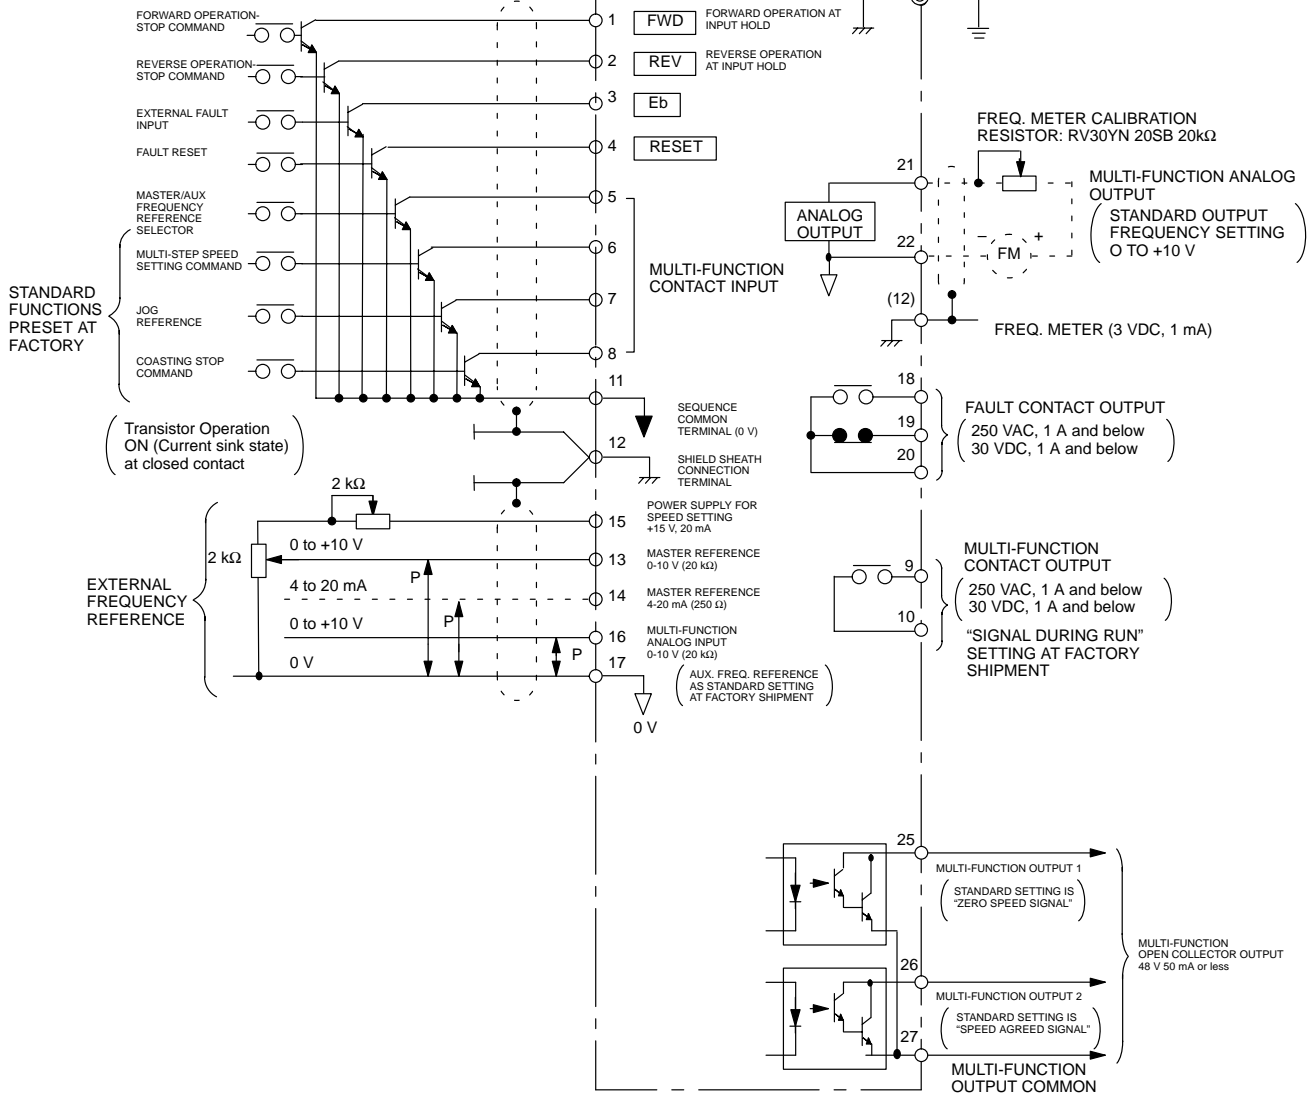 FORWARD OPERATION-
STOP COMMAND
REVERSE OPERATION-
STOP COMMAND
EXTERNAL FAULT
INPUT
FAULT RESET
MASTER/AUX
FREQUENCY
REFERENCE
SELECTOR
MULTI-STEP SPEED
SETTING COMMAND
JOG
REFERENCE
COASTING STOP
COMMAND
STANDARD
FUNCTIONS
PRESET AT
FACTORY
Transistor Operation
ON (Current sink state)
at closed contact
1
FWD
FORWARD OPERATION AT
INPUT HOLD
2
REV
REVERSE OPERATION
AT INPUT HOLD
3
Eb
4
RESET
5
6
7
8
MULTI-FUNCTION
CONTACT INPUT
11
SEQUENCE
COMMON
TERMINAL (0 V)
12
SHIELD SHEATH
CONNECTION
TERMINAL
EXTERNAL
FREQUENCY
REFERENCE
2 kΩ
2 kΩ
0 to +10 V
4 to 20 mA
0 to +10 V
0 V
P
P
P
15
POWER SUPPLY FOR
SPEED SETTING
+15 V, 20 mA
13
MASTER REFERENCE
0-10 V (20 kΩ)
14
MASTER REFERENCE
4-20 mA (250 Ω)
16
MULTI-FUNCTION
ANALOG INPUT
0-10 V (20 kΩ)
17
AUX. FREQ. REFERENCE
AS STANDARD SETTING
AT FACTORY SHIPMENT
0 V
FREQ. METER CALIBRATION
RESISTOR: RV30YN 20SB 20kΩ
21
ANALOG
OUTPUT
22
(12)
−
+
FM
MULTI-FUNCTION ANALOG
OUTPUT
STANDARD OUTPUT
FREQUENCY SETTING
O TO +10 V
FREQ. METER (3 VDC, 1 mA)
18
19
20
FAULT CONTACT OUTPUT
250 VAC, 1 A and below
30 VDC, 1 A and below
9
10
MULTI-FUNCTION
CONTACT OUTPUT
250 VAC, 1 A and below
30 VDC, 1 A and below
“SIGNAL DURING RUN”
SETTING AT FACTORY
SHIPMENT
25
MULTI-FUNCTION OUTPUT 1
STANDARD SETTING IS
“ZERO SPEED SIGNAL”
26
MULTI-FUNCTION OUTPUT 2
STANDARD SETTING IS
“SPEED AGREED SIGNAL”
27
MULTI-FUNCTION
OUTPUT COMMON
MULTI-FUNCTION
OPEN COLLECTOR OUTPUT
48 V 50 mA or less